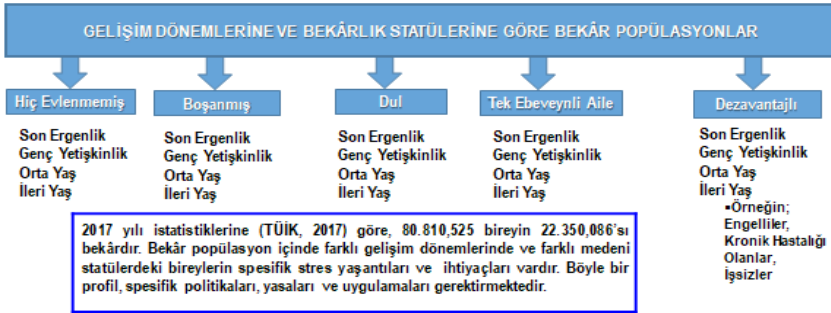 GELİŞİM DÖNEMLERİNE VE BEKÂRLIK STATÜLERİNE GÖRE BEKÂR POPÜLASYONLAR
Hiç Evlenmemiş
Son Ergenlik
Genç Yetişkinlik
Orta Yaş
İleri Yaş
Boşanmış
Son Ergenlik
Genç Yetişkinlik
Orta Yaş
İleri Yaş
Dul
Son Ergenlik
Genç Yetişkinlik
Orta Yaş
İleri Yaş
Tek Ebeveynli Aile
Son Ergenlik
Genç Yetişkinlik
Orta Yaş
İleri Yaş
Dezavantajlı
Son Ergenlik
Genç Yetişkinlik
Orta Yaş
İleri Yaş
▪Örneğin;
Engelliler,
Kronik Hastalığı
Olanlar,
İşsizler
2017 yılı istatistiklerine (TÜİK, 2017) göre, 80.810,525 bireyin 22.350,086'sı
bekârdır. Bekâr popülasyon içinde farklı gelişim dönemlerinde ve farklı medeni
statülerdeki bireylerin spesifik stres yaşantıları ve ihtiyaçları vardır. Böyle bir
profil, spesifik politikaları, yasaları ve uygulamaları gerektirmektedir.